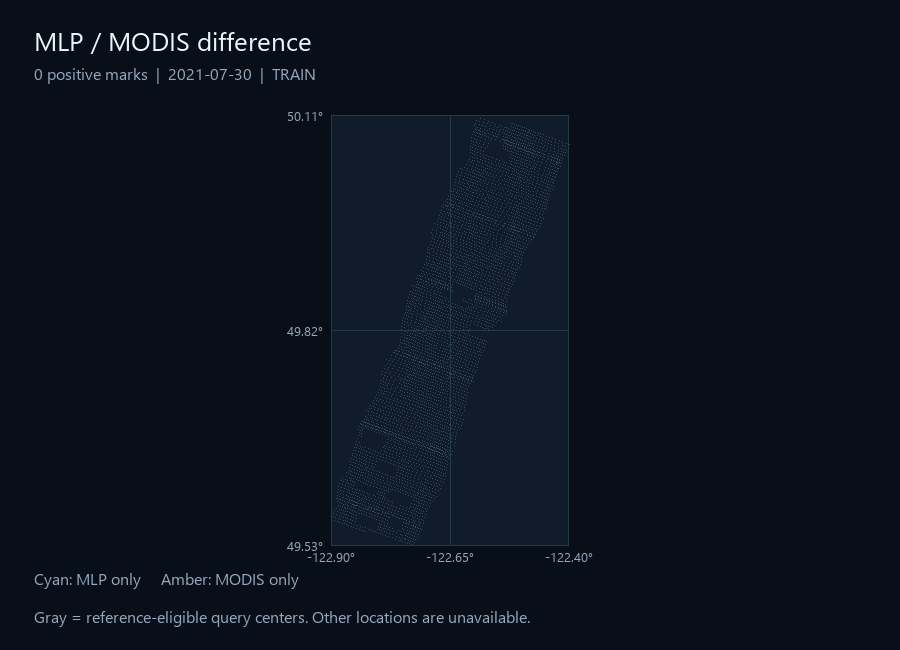 MLP / MODIS difference
0 positive marks | 2021-07-30 | TRAIN
50.11°
49.82°
49.53°
-122.90° -122.65° -122.40°
Cyan: MLP only Amber: MODIS only
Gray = reference-eligible query centers. Other locations are unavailable.